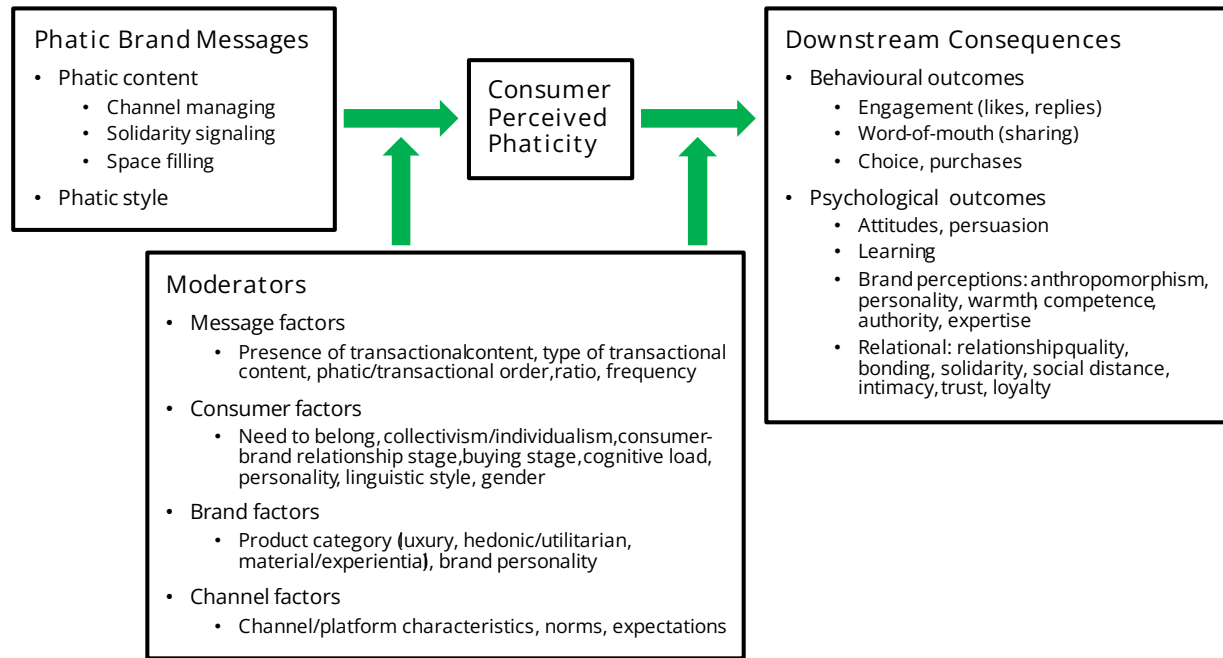 Phatic Brand Messages
• Phatic content
• Channel managing
• Solidarity signaling
• Space filling
• Phatic style
Consumer
Perceived
Phaticity
Downstream Consequences
• Behavioural outcomes
• Engagement (likes, replies)
• Word-of-mouth (sharing)
• Choice, purchases
• Psychological outcomes
• Attitudes, persuasion
• Learning
• Brand perceptions: anthropomorphism,
personality, warmth, competence,
authority, expertise
• Relational: relationship quality,
bonding, solidarity, social distance,
intimacy, trust, loyalty
Moderators
• Message factors
• Presence of transactional content, type of transactional
content, phatic/transactional order, ratio, frequency
• Consumer factors
• Need to belong, collectivism/individualism, consumer-
brand relationship stage, buying stage, cognitive load,
personality, linguistic style, gender
• Brand factors
• Product category (luxury, hedonic/utilitarian,
material/experiential), brand personality
• Channel factors
• Channel/platform characteristics, norms, expectations